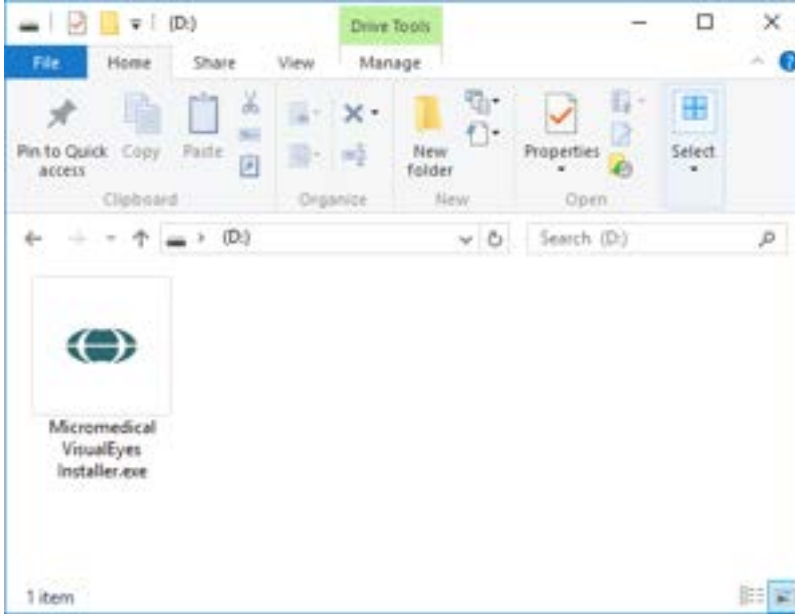 (D:)
Drive Tools
File
Home
Share
View
Manage
Pin to Quick
access
Copy
Paste
New
folder
Properties
Select
Clipboard
Organize
New
Open
(D:)
Search (D:)
Micromedical
VisualEyes
Installer.exe
1 item